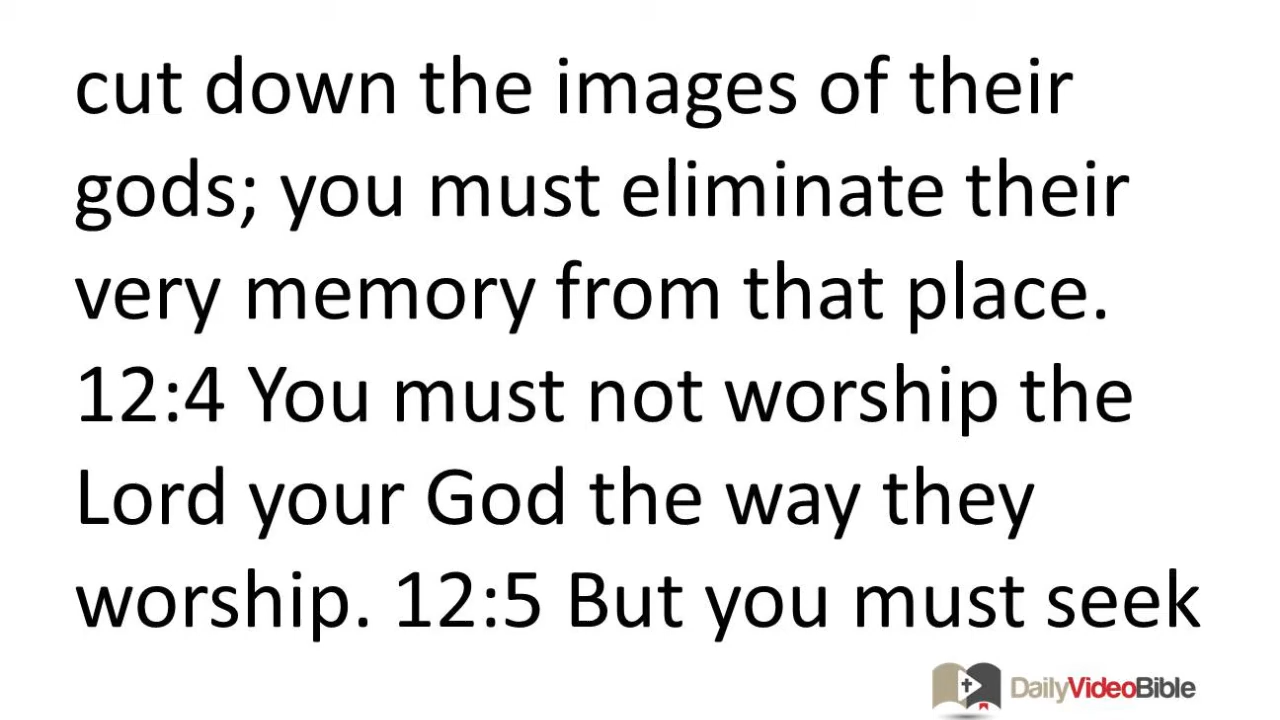 cut down the images of their
gods; you must eliminate their
very memory from that place.
12:4 You must not worship the
Lord your God the way they
worship. 12:5 But you must seek
DailyVideoBible